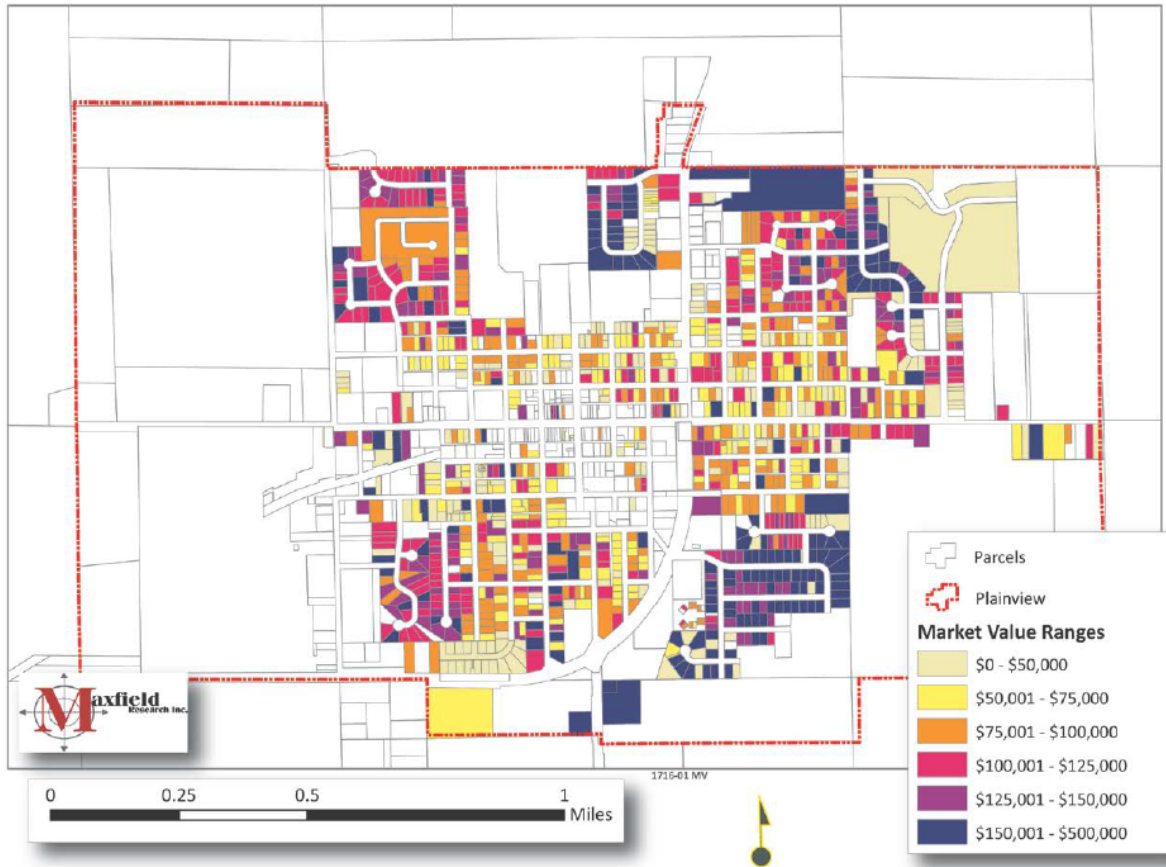 Parcels
Plainview
Market Value Ranges
$0 - $50,000
$50,001 - $75,000
$75,001 - $100,000
$100,001 - $125,000
$125,001 - $150,000
$150,001 - $500,000
Maxfield
Research Inc.
1716-01 MV
0 0.25 0.5 1
Miles